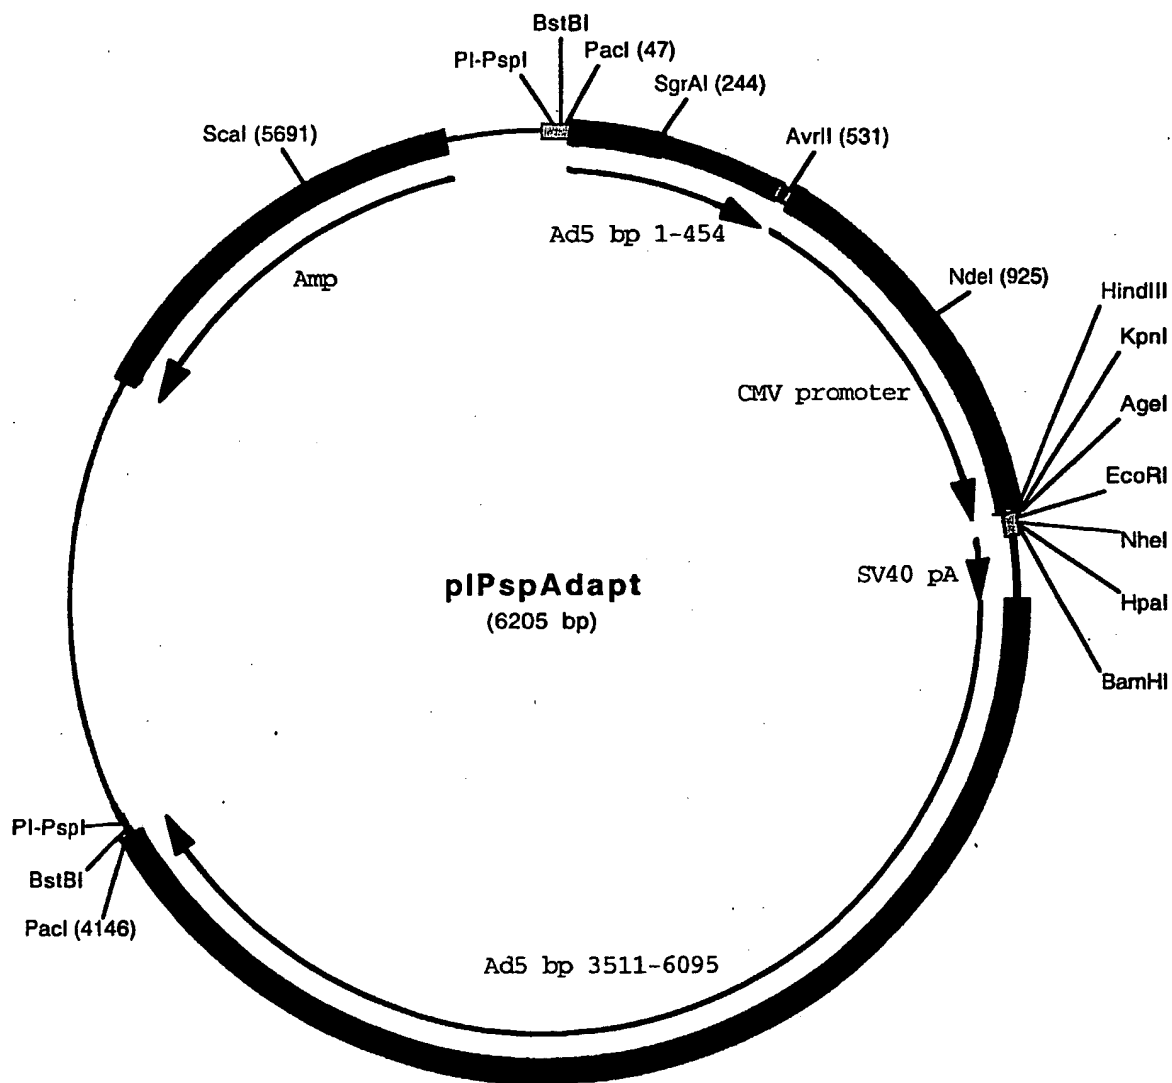 BstBI
PI-PspI
PacI (47)
SgrAI (244)
ScaI (5691)
AvrII (531)
Ad5 bp 1-454
Amp
NdeI (925)
HindIII
KpnI
CMV promoter
AgeI
EcoRI
NheI
SV40 pA
pIPspAdapt
HpaI
(6205 bp)
BamHI
PI-PspI
BstBI
PacI (4146)
Ad5 bp 3511-6095